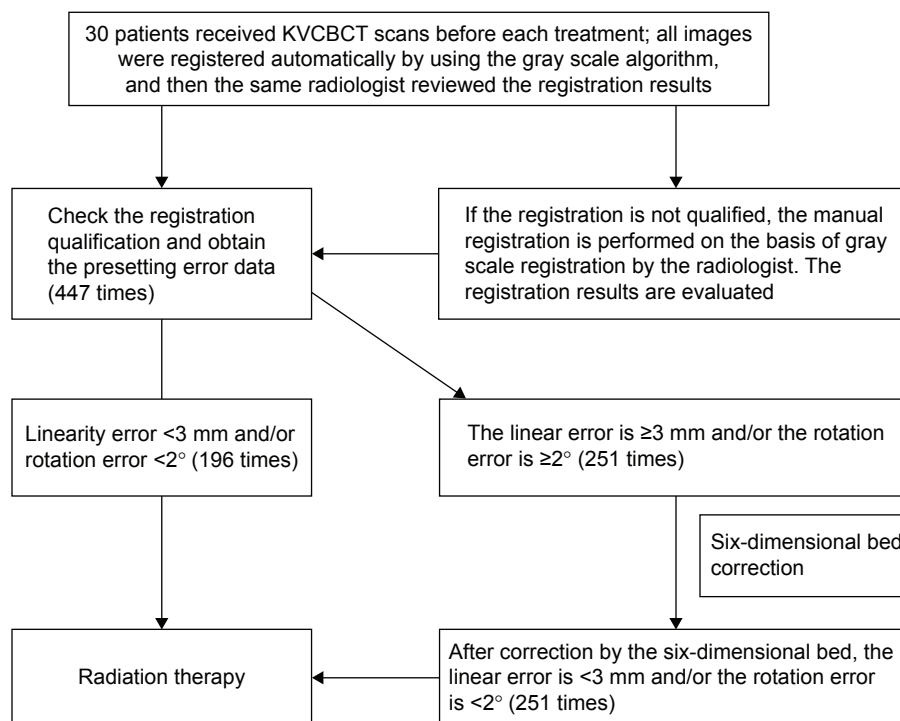 30 patients received KVCBCT scans before each treatment; all images
were registered automatically by using the gray scale algorithm,
and then the same radiologist reviewed the registration results
Check the registration
qualification and obtain
the presetting error data
(447 times)
If the registration is not qualified, the manual
registration is performed on the basis of gray
scale registration by the radiologist. The
registration results are evaluated
Linearity error <3 mm and/or
rotation error <2° (196 times)
The linear error is ≥3 mm and/or the rotation
error is ≥2° (251 times)
Six-dimensional bed
correction
Radiation therapy
After correction by the six-dimensional bed, the
linear error is <3 mm and/or the rotation error
is <2° (251 times)